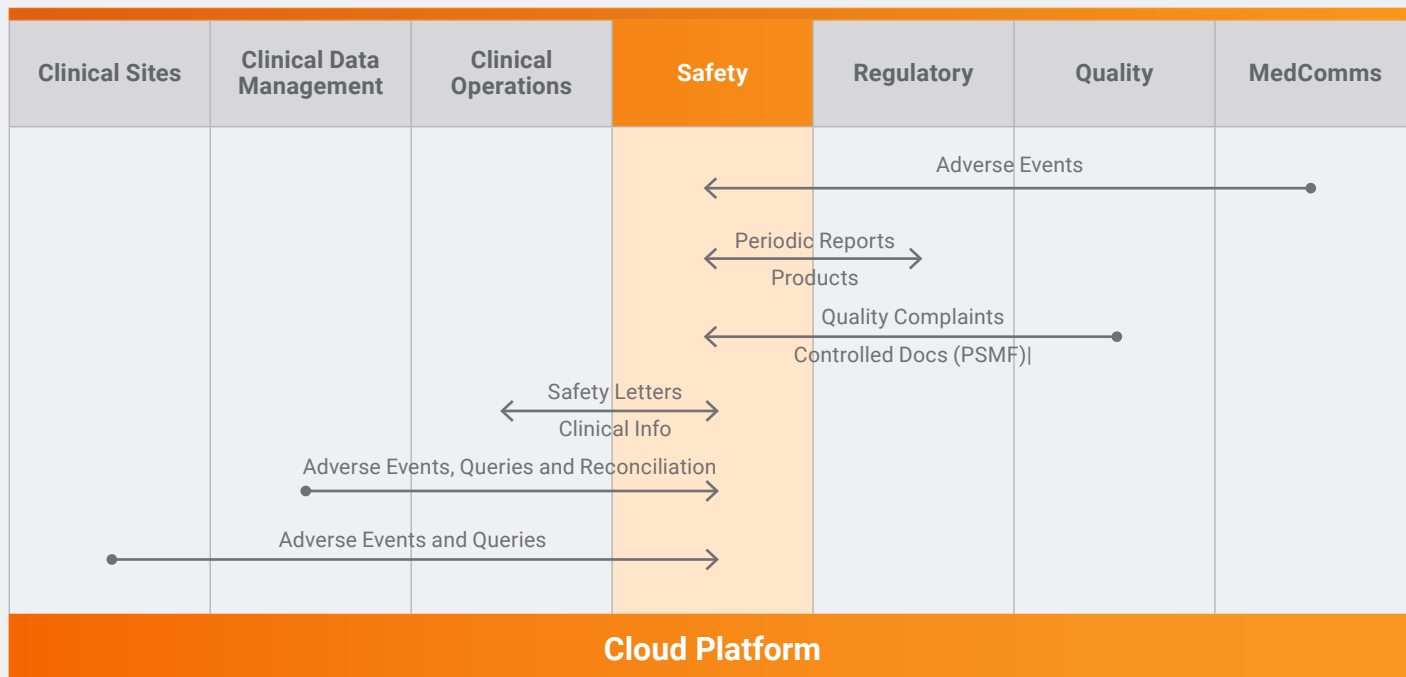 Clinical Sites
Clinical Data
Management
Clinical
Operations
Safety
Regulatory
Quality
MedComms
Adverse Events
Periodic Reports
Products
Quality Complaints
Controlled Docs (PSMF)|
Safety Letters
Clinical Info
Adverse Events, Queries and Reconciliation
Adverse Events and Queries
Cloud Platform